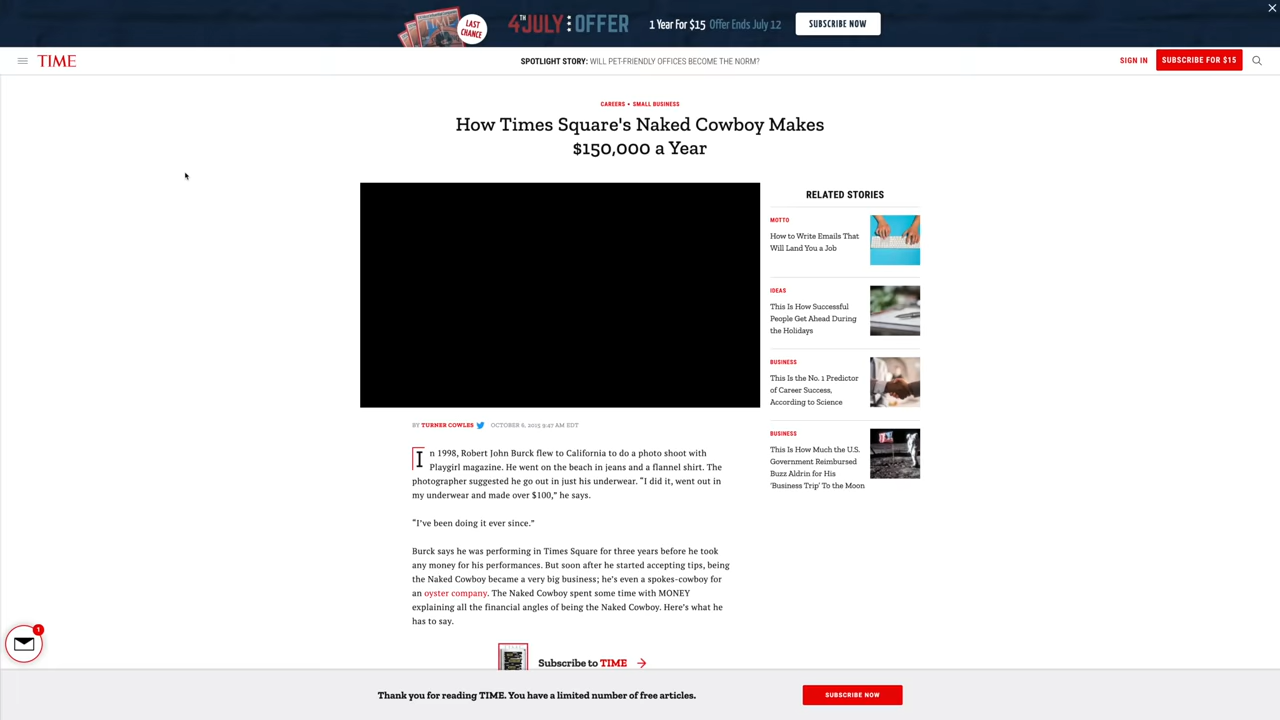 LAST CHANCE
4TH JULY OFFER
1 Year For $15 Offer Ends July 12
SUBSCRIBE NOW
TIME
SPOTLIGHT STORY: WILL PET-FRIENDLY OFFICES BECOME THE NORM?
SIGN IN
SUBSCRIBE FOR $15
CAREERS • SMALL BUSINESS
How Times Square's Naked Cowboy Makes
$150,000 a Year
RELATED STORIES
MOTTO
How to Write Emails That
Will Land You a Job
IDEAS
This Is How Successful
People Get Ahead During
the Holidays
BUSINESS
This Is the No. 1 Predictor
of Career Success,
According to Science
BUSINESS
This Is How Much the U.S.
Government Reimbursed
Buzz Aldrin for His
'Business Trip' To the Moon
BY TURNER COWLES OCTOBER 6, 2015 9:47 AM EDT
In 1998, Robert John Burck flew to California to do a photo shoot with
Playgirl magazine. He went on the beach in jeans and a flannel shirt. The
photographer suggested he go out in just his underwear. “I did it, went out in
my underwear and made over $100,” he says.
“I’ve been doing it ever since.”
Burck says he was performing in Times Square for three years before he took
any money for his performances. But soon after he started accepting tips, being
the Naked Cowboy became a very big business; he’s even a spokes-cowboy for
an oyster company. The Naked Cowboy spent some time with MONEY
explaining all the financial angles of being the Naked Cowboy. Here’s what he
has to say.
Subscribe to TIME
1
Thank you for reading TIME. You have a limited number of free articles.
SUBSCRIBE NOW